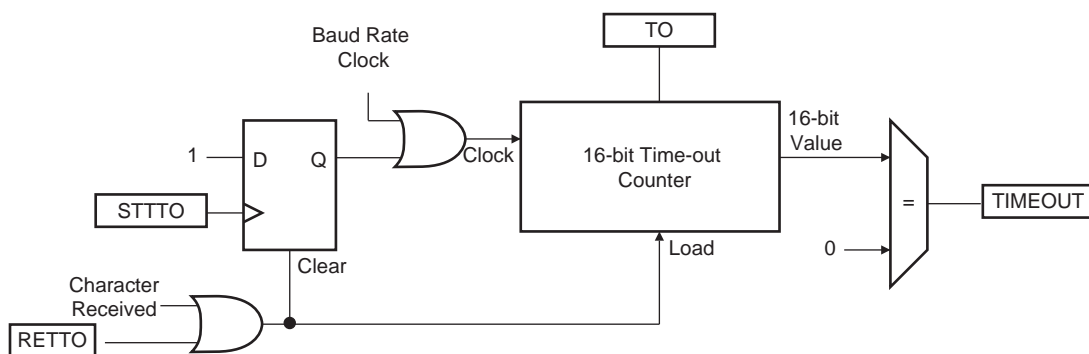 TO
Baud Rate
Clock
16-bit
Value
1
D
Q
Clock
16-bit Time-out
Counter
STTTO
=
TIMEOUT
Clear
Load
0
Character
Received
RETTO